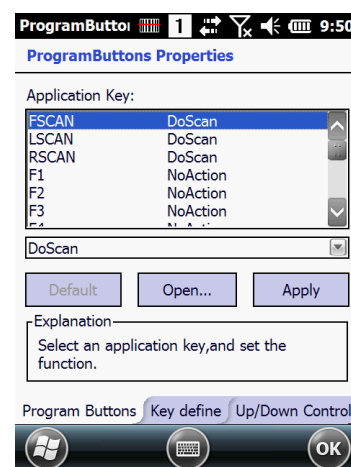 ProgramButto 1 9:50
ProgramButtons Properties
Application Key:
FSCAN DoScan
LSCAN DoScan
RSCAN DoScan
F1 NoAction
F2 NoAction
F3 NoAction
DoScan
Default Open... Apply
Explanation
Select an application key,and set the
function.
Program Buttons Key define Up/Down Control
OK